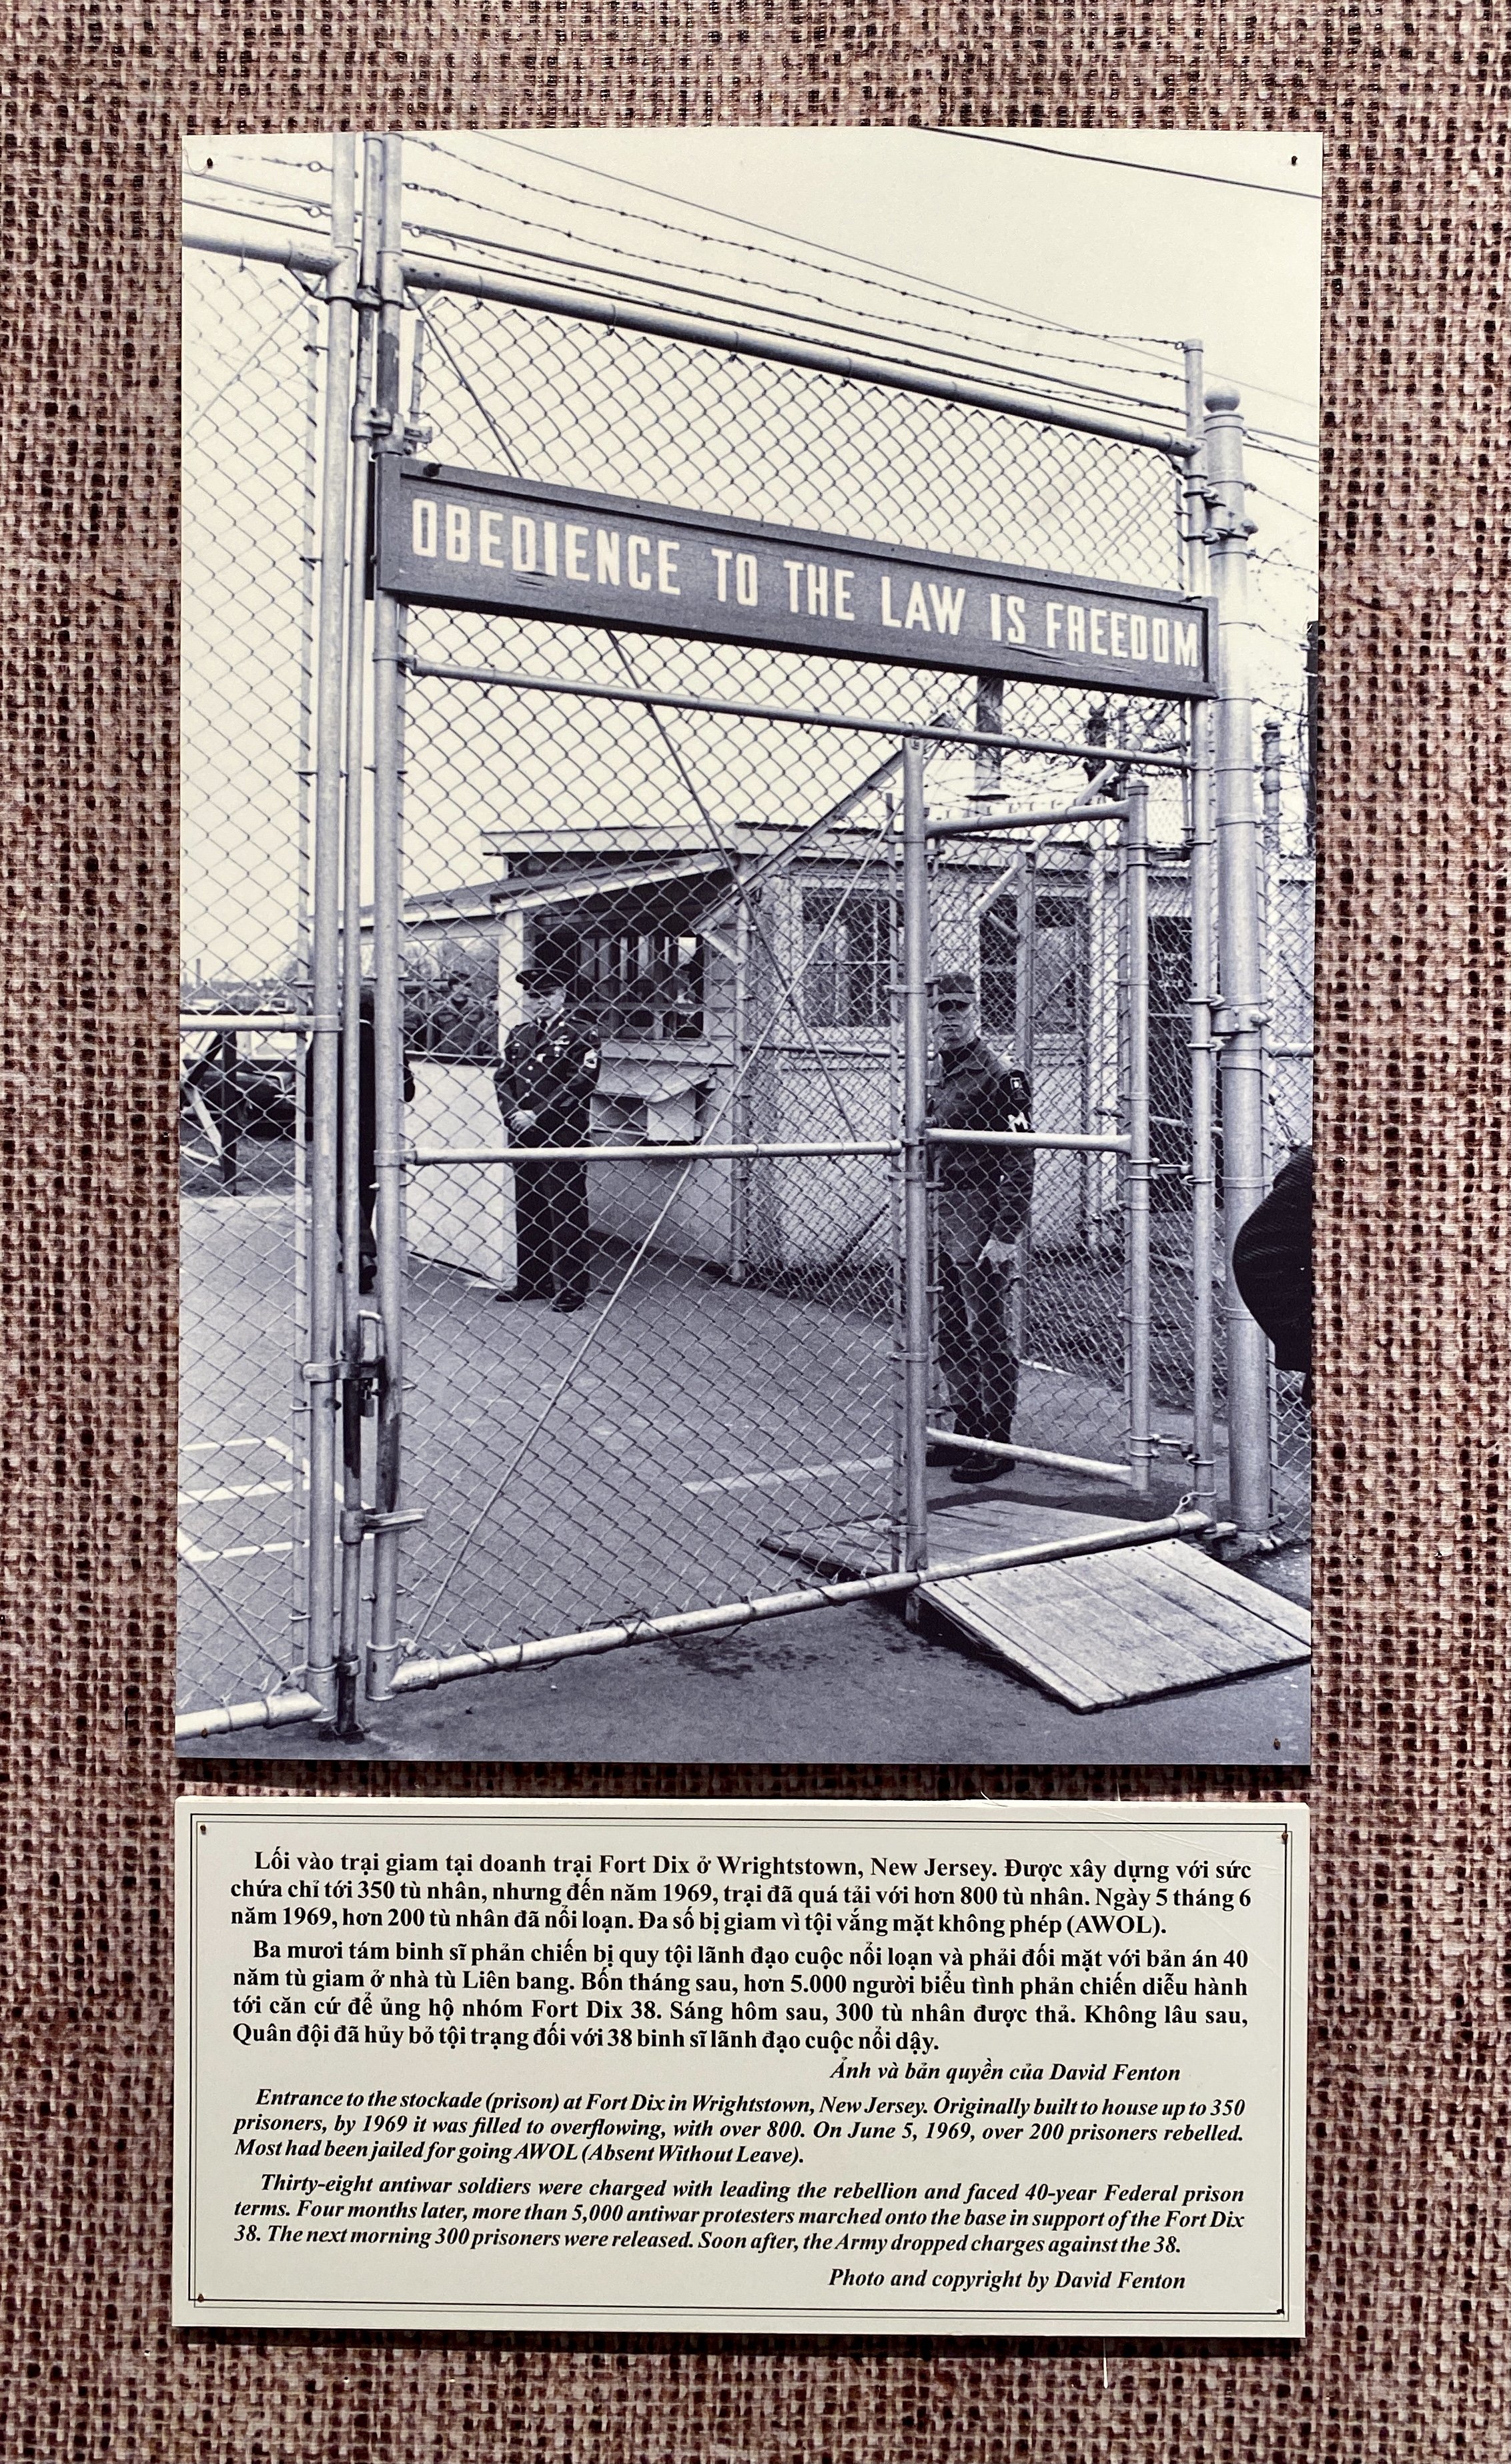 OBEDIENCE TO THE LAW IS FREEDOM
Lối vào trại giam tại doanh trại Fort Dix ở Wrightstown, New Jersey. Được xây dựng với sức
chứa chỉ tới 350 tù nhân, nhưng đến năm 1969, trại đã quá tải với hơn 800 tù nhân. Ngày 5 tháng 6
năm 1969, hơn 200 tù nhân đã nổi loạn. Đa số bị giam vì tội vắng mặt không phép (AWOL).
Ba mươi tám binh sĩ phản chiến bị quy tội lãnh đạo cuộc nổi loạn và phải đối mặt với bản án 40
năm tù giam ở nhà tù Liên bang. Bốn tháng sau, hơn 5.000 người biểu tình phản chiến diễu hành
tới căn cứ để ủng hộ nhóm Fort Dix 38. Sáng hôm sau, 300 tù nhân được thả. Không lâu sau,
Quân đội đã hủy bỏ tội trạng đối với 38 binh sĩ lãnh đạo cuộc nổi dậy.
Ảnh và bản quyền của David Fenton
Entrance to the stockade (prison) at Fort Dix in Wrightstown, New Jersey. Originally built to house up to 350
prisoners, by 1969 it was filled to overflowing, with over 800. On June 5, 1969, over 200 prisoners rebelled.
Most had been jailed for going AWOL (Absent Without Leave).
Thirty-eight antiwar soldiers were charged with leading the rebellion and faced 40-year Federal prison
terms. Four months later, more than 5,000 antiwar protesters marched onto the base in support of the Fort Dix
38. The next morning 300 prisoners were released. Soon after, the Army dropped charges against the 38.
Photo and copyright by David Fenton